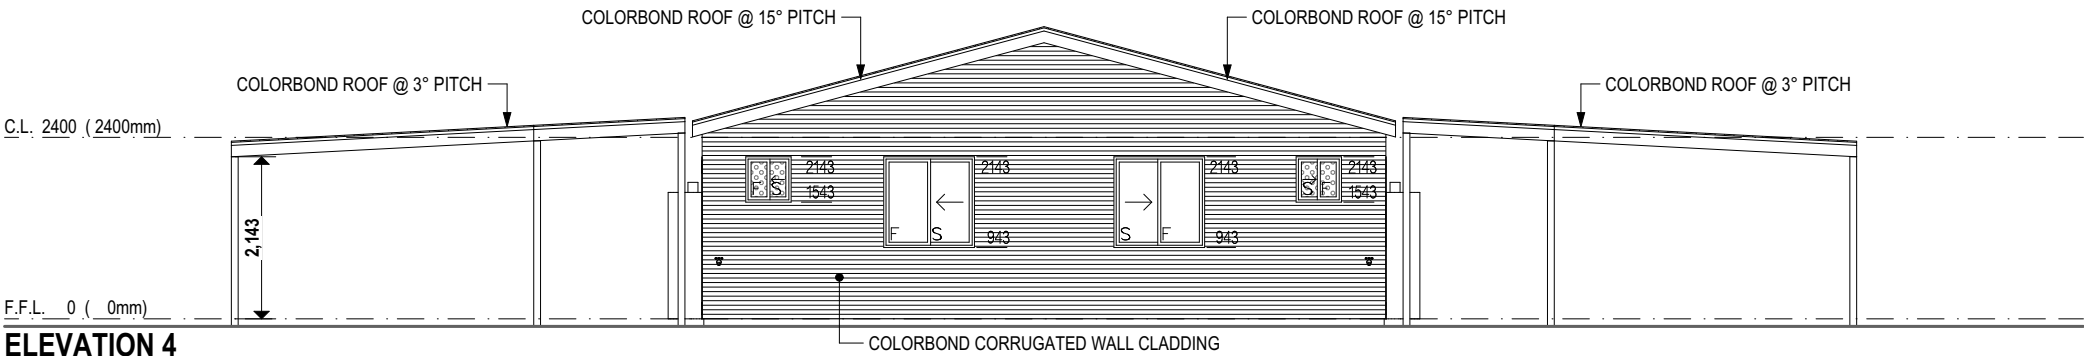 COLORBOND ROOF @ 15° PITCH
COLORBOND ROOF @ 15° PITCH
COLORBOND ROOF @ 3° PITCH
COLORBOND ROOF @ 3° PITCH
C.L. 2400 ( 2400mm)
2143
2143
2143
2143
F S
1543
S F
1543
2,143
F S
943
S F
943
F.F.L. 0 ( 0mm)
ELEVATION 4
COLORBOND CORRUGATED WALL CLADDING